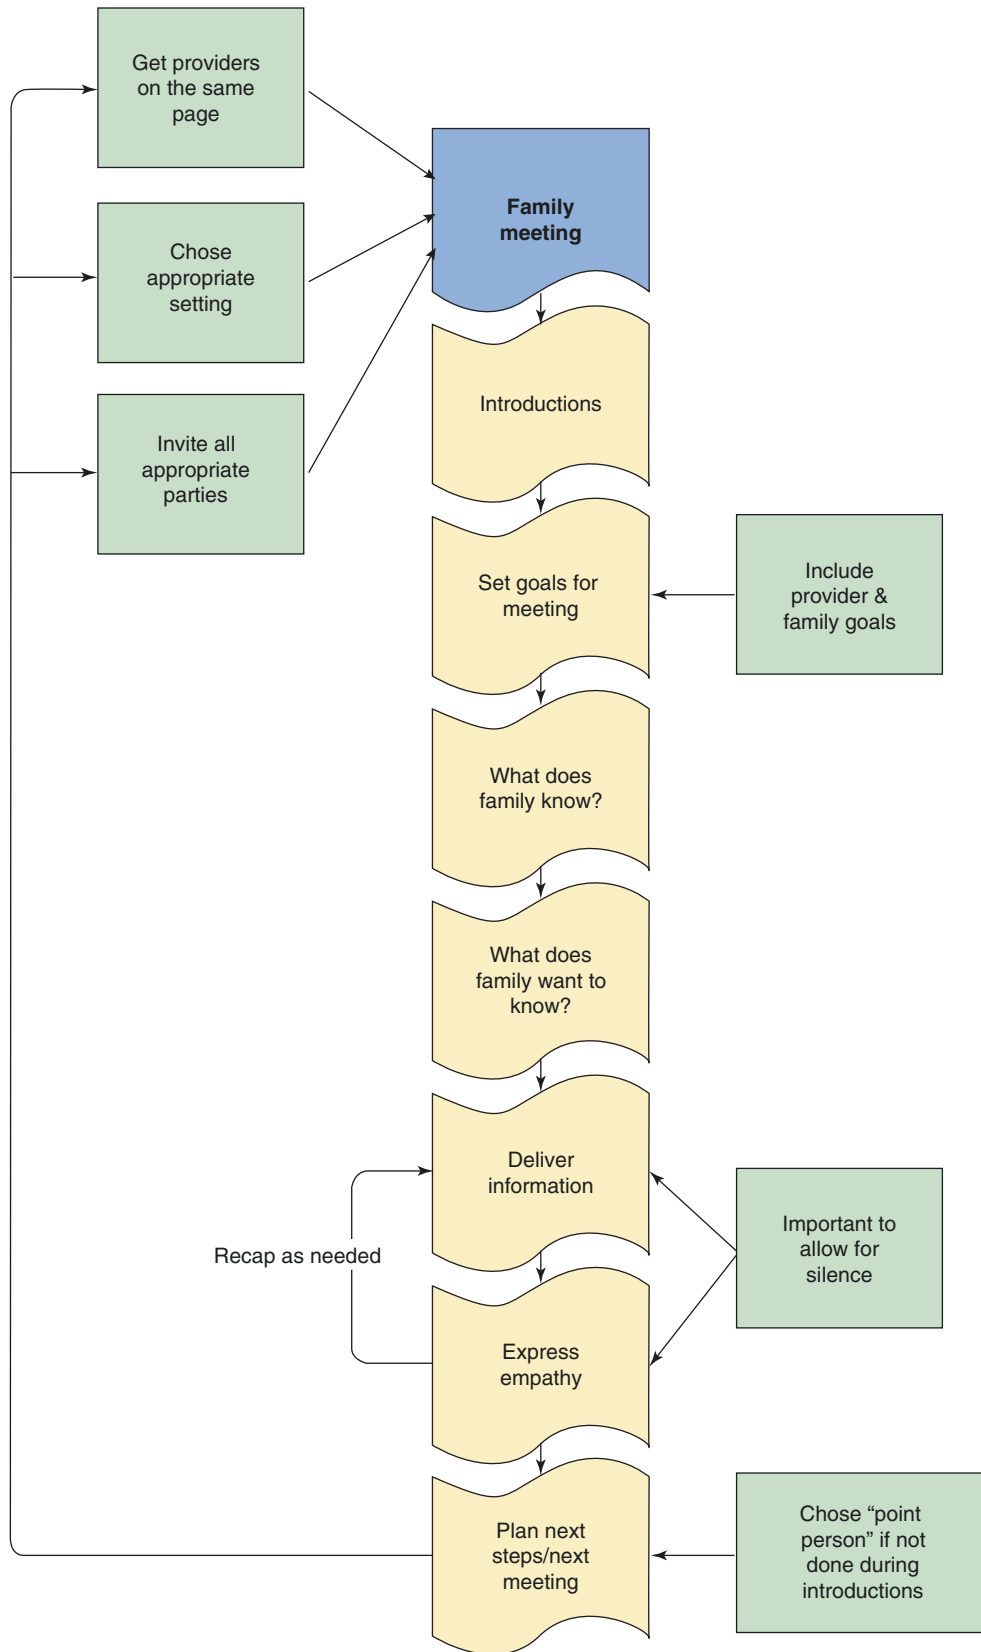 Get providers
on the same
page
Family
meeting
Chose
appropriate
setting
Introductions
Invite all
appropriate
parties
Set goals for
meeting
Include
provider &
family goals
What does
family know?
What does
family want to
know?
Deliver
information
Recap as needed
Important to
allow for
silence
Express
empathy
Plan next
steps/next
meeting
Chose “point
person” if not
done during
introductions